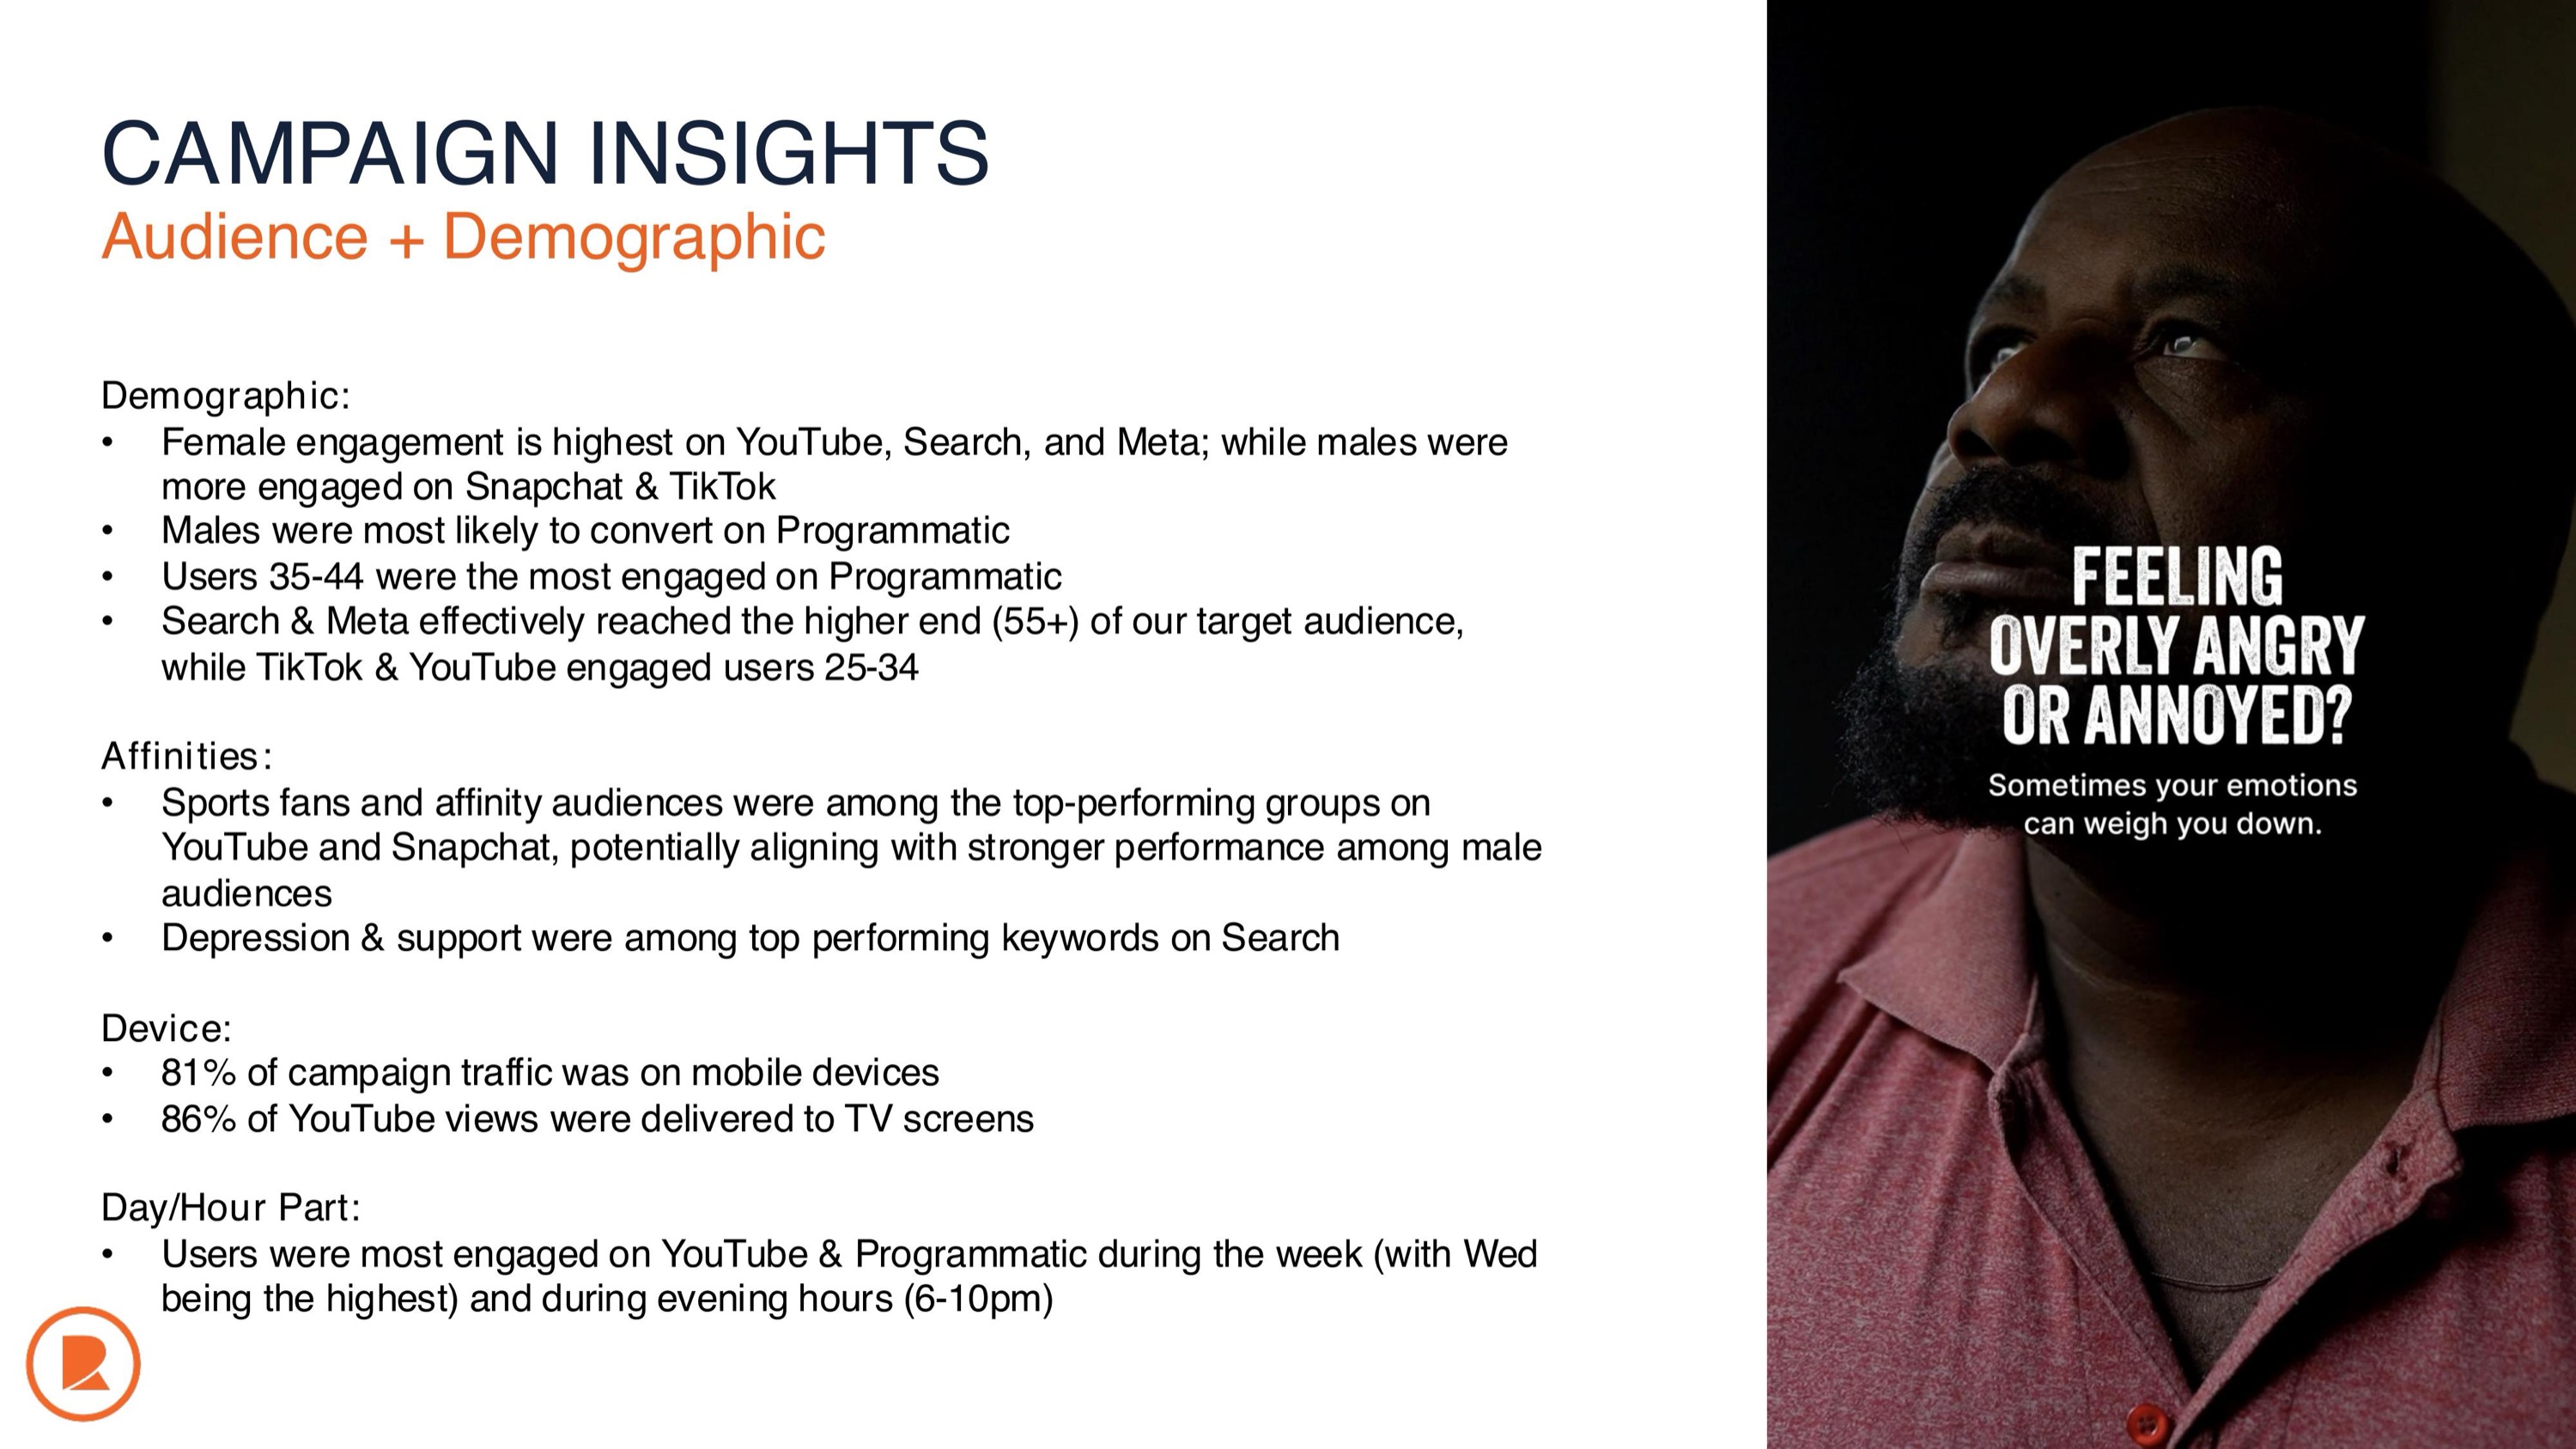 CAMPAIGN INSIGHTS
Audience + Demographic
Demographic:
• Female engagement is highest on YouTube, Search, and Meta; while males were
more engaged on Snapchat & TikTok
• Males were most likely to convert on Programmatic
• Users 35-44 were the most engaged on Programmatic
• Search & Meta effectively reached the higher end (55+) of our target audience,
while TikTok & YouTube engaged users 25-34
Affinities:
• Sports fans and affinity audiences were among the top-performing groups on
YouTube and Snapchat, potentially aligning with stronger performance among male
audiences
• Depression & support were among top performing keywords on Search
Device:
• 81% of campaign traffic was on mobile devices
• 86% of YouTube views were delivered to TV screens
Day/Hour Part:
• Users were most engaged on YouTube & Programmatic during the week (with Wed
being the highest) and during evening hours (6-10pm)
R
FEELING
OVERLY ANGRY
OR ANNOYED?
Sometimes your emotions
can weigh you down.